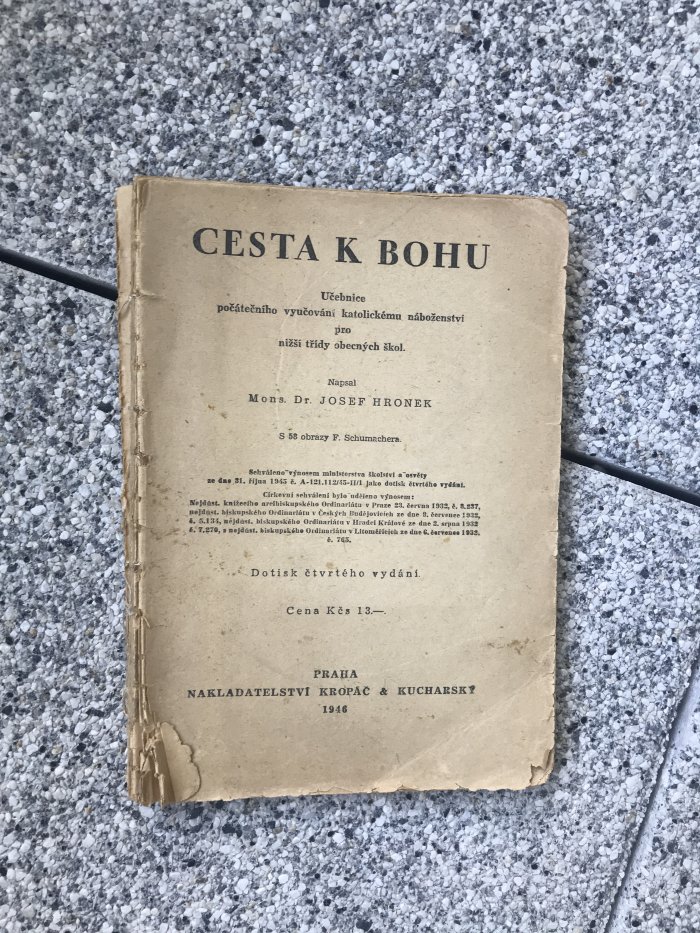 CESTA K BOHU
Učebnice
počátečního vyučování katolickému náboženství
pro
nižší třídy obecných škol.
Napsal
Mons. Dr. JOSEF HRONEK
S 58 obrazy F. Schumachera.
Schváleno výnosem ministerstva školství a osvěty
ze dne 31. října 1945 č. A-121.112/45-II/1 jako dotisk čtvrtého vydání.
Církevní schválení bylo uděleno výnosem:
Nejdůst. knížecího arcibiskupského Ordinariátu v Praze 23. června 1932, č. 8.237,
nejdůst. biskupského Ordinariátu v Českých Budějovicích ze dne 9. července 1932,
č. 5.134, nejdůst. biskupského Ordinariátu v Hradci Králové ze dne 2. srpna 1932
č. 7.270, a nejdůst. biskupského Ordinariátu v Litoměřicích ze dne 6. července 1932,
č. 765.
Dotisk čtvrtého vydání.
Cena Kčs 13.—.
PRAHA
NAKLADATELSTVÍ KROPÁČ & KUCHARSKÝ
1946